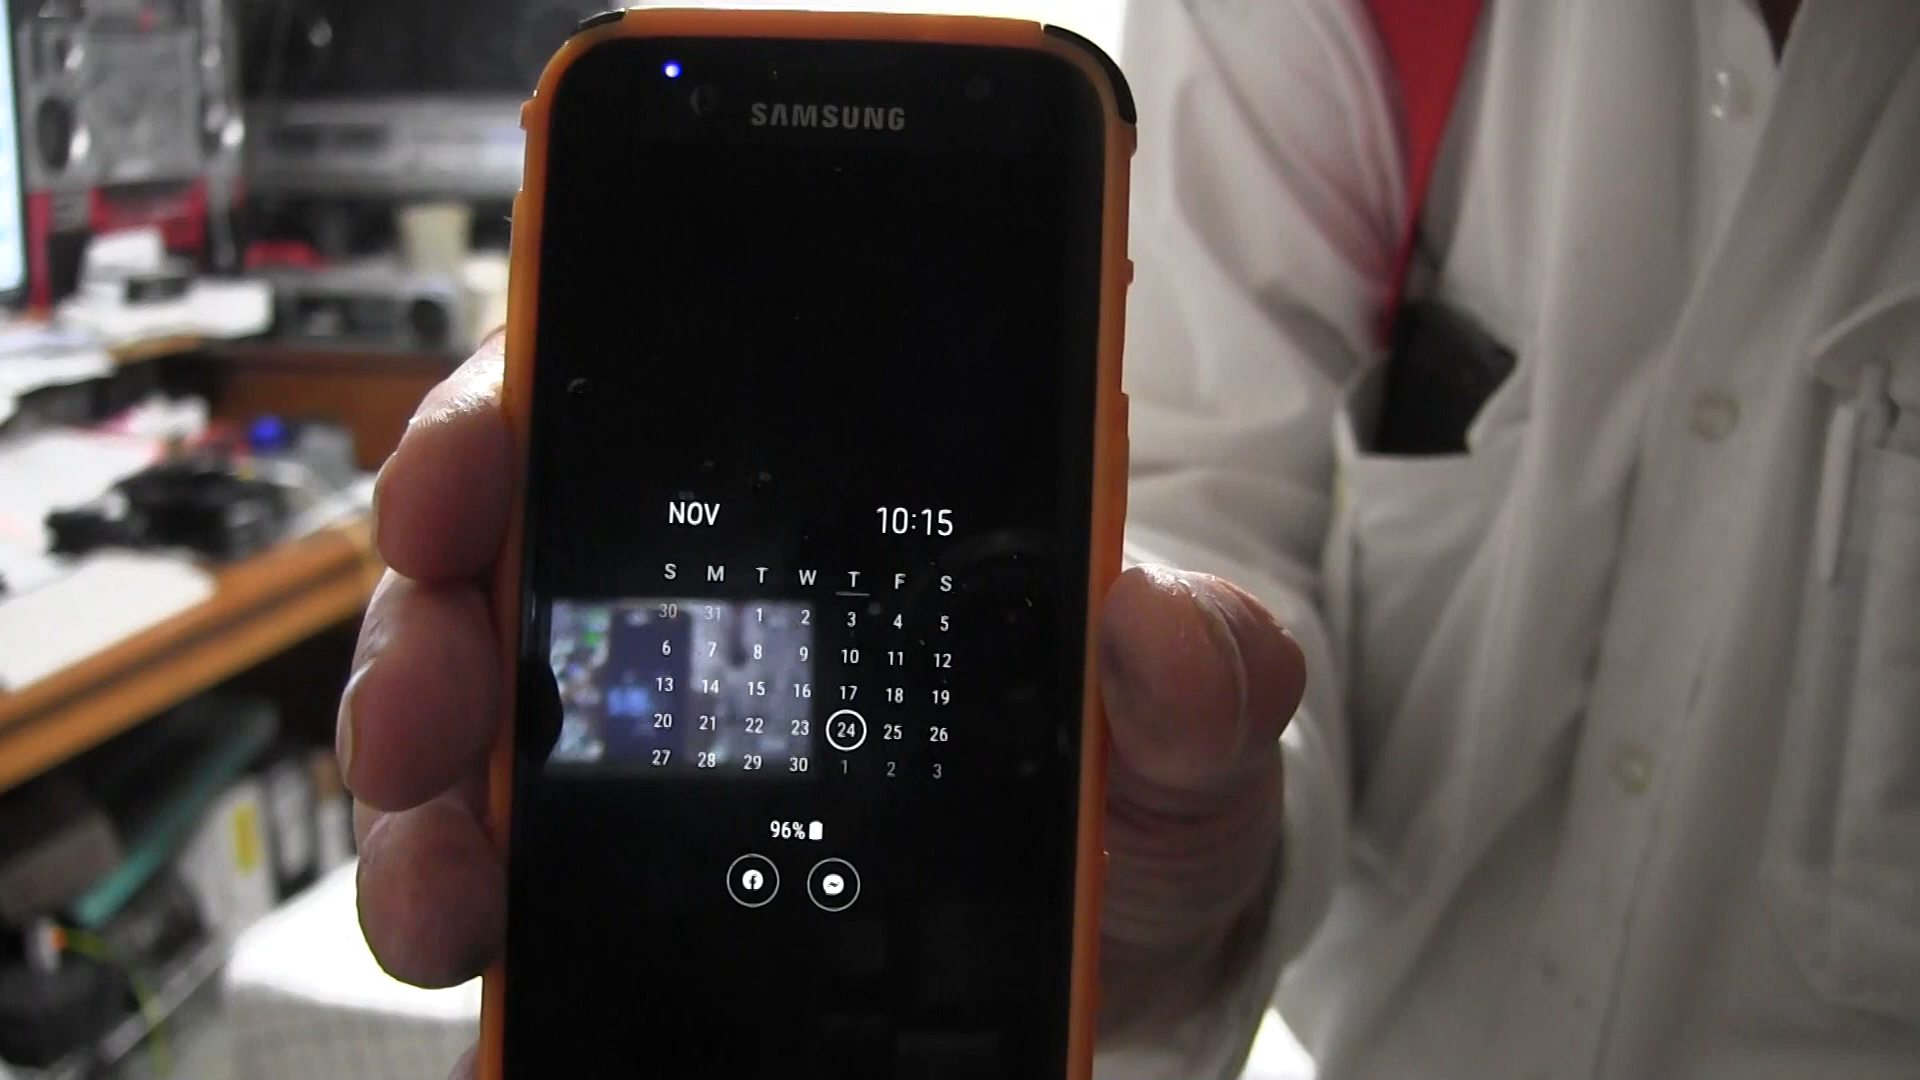 SAMSUNG
NOV 10:15
S M T W T F S
30 31 1 2 3 4 5
6 7 8 9 10 11 12
13 14 15 16 17 18 19
20 21 22 23 24 25 26
27 28 29 30 1 2 3
96%